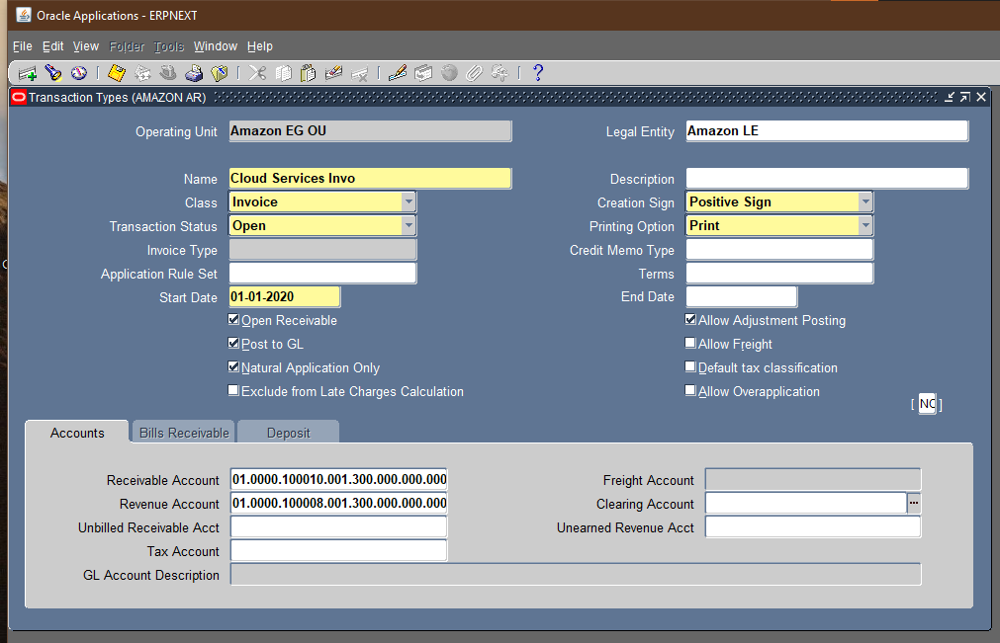 Oracle Applications - ERPNEXT
File Edit View Folder Tools Window Help
Transaction Types (AMAZON AR)
Operating Unit Amazon EG OU Legal Entity Amazon LE
Name Cloud Services Invo Description
Class Invoice Creation Sign Positive Sign
Transaction Status Open Printing Option Print
Invoice Type Credit Memo Type
Application Rule Set Terms
Start Date 01-01-2020 End Date
Open Receivable Allow Adjustment Posting
Post to GL Allow Freight
Natural Application Only Default tax classification
Exclude from Late Charges Calculation Allow Overapplication
[ NO ]
Accounts Bills Receivable Deposit
Receivable Account 01.0000.100010.001.300.000.000.000 Freight Account
Revenue Account 01.0000.100008.001.300.000.000.000 Clearing Account ...
Unbilled Receivable Acct Unearned Revenue Acct
Tax Account
GL Account Description